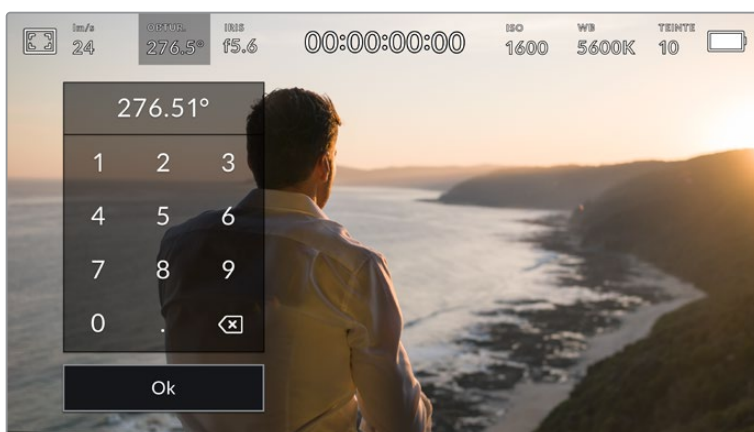 Im/s OBTUR. IRIS ISO WB TEINTE
24 276.5° f5.6 00:00:00:00 1600 5600K 10
276.51°
1 2 3
4 5 6
7 8 9
0 .
Ok